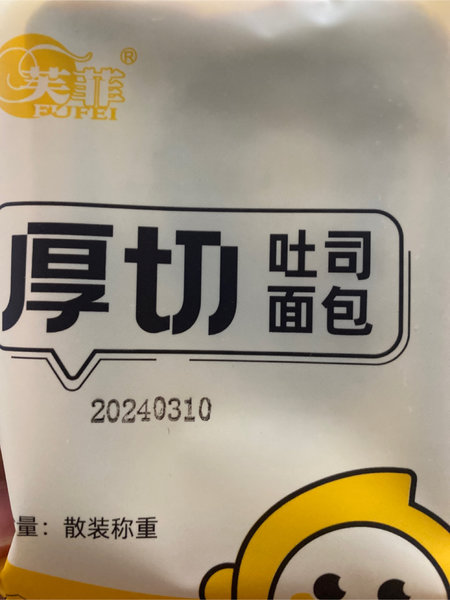 芙菲®
FUFEI
厚切 吐司
面包
20240310
量：散装称重